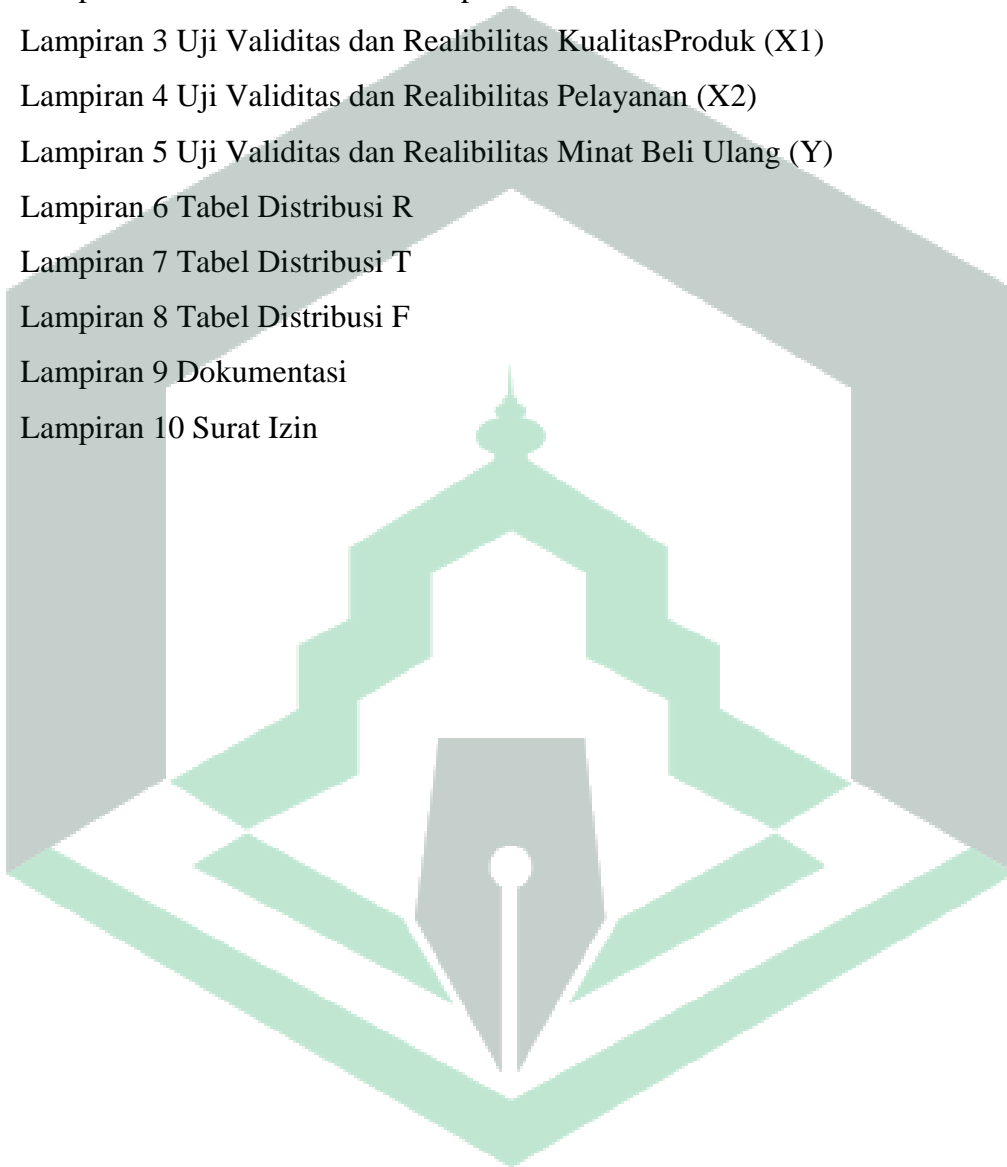 Lampiran 3 Uji Validitas dan Realibilitas KualitasProduk (X1)
Lampiran 4 Uji Validitas dan Realibilitas Pelayanan (X2)
Lampiran 5 Uji Validitas dan Realibilitas Minat Beli Ulang (Y)
Lampiran 6 Tabel Distribusi R
Lampiran 7 Tabel Distribusi T
Lampiran 8 Tabel Distribusi F
Lampiran 9 Dokumentasi
Lampiran 10 Surat Izin